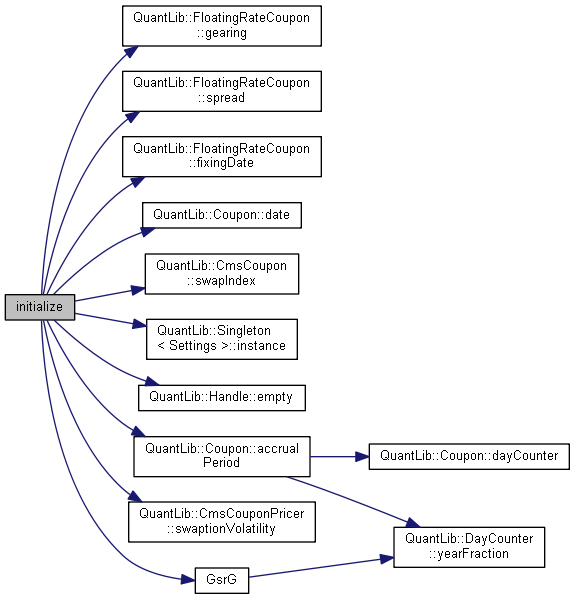 QuantLib::FloatingRateCoupon
::gearing
QuantLib::FloatingRateCoupon
::spread
QuantLib::FloatingRateCoupon
::fixingDate
QuantLib::Coupon::date
QuantLib::CmsCoupon
::swapIndex
initialize
QuantLib::Singleton
< Settings >::instance
QuantLib::Handle::empty
QuantLib::Coupon::accrual
Period
QuantLib::Coupon::dayCounter
QuantLib::CmsCouponPricer
::swaptionVolatility
QuantLib::DayCounter
::yearFraction
GsrG